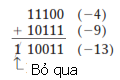 11100 (−4)
+ 10111 (−9)
1 10011 (−13)
Bỏ qua